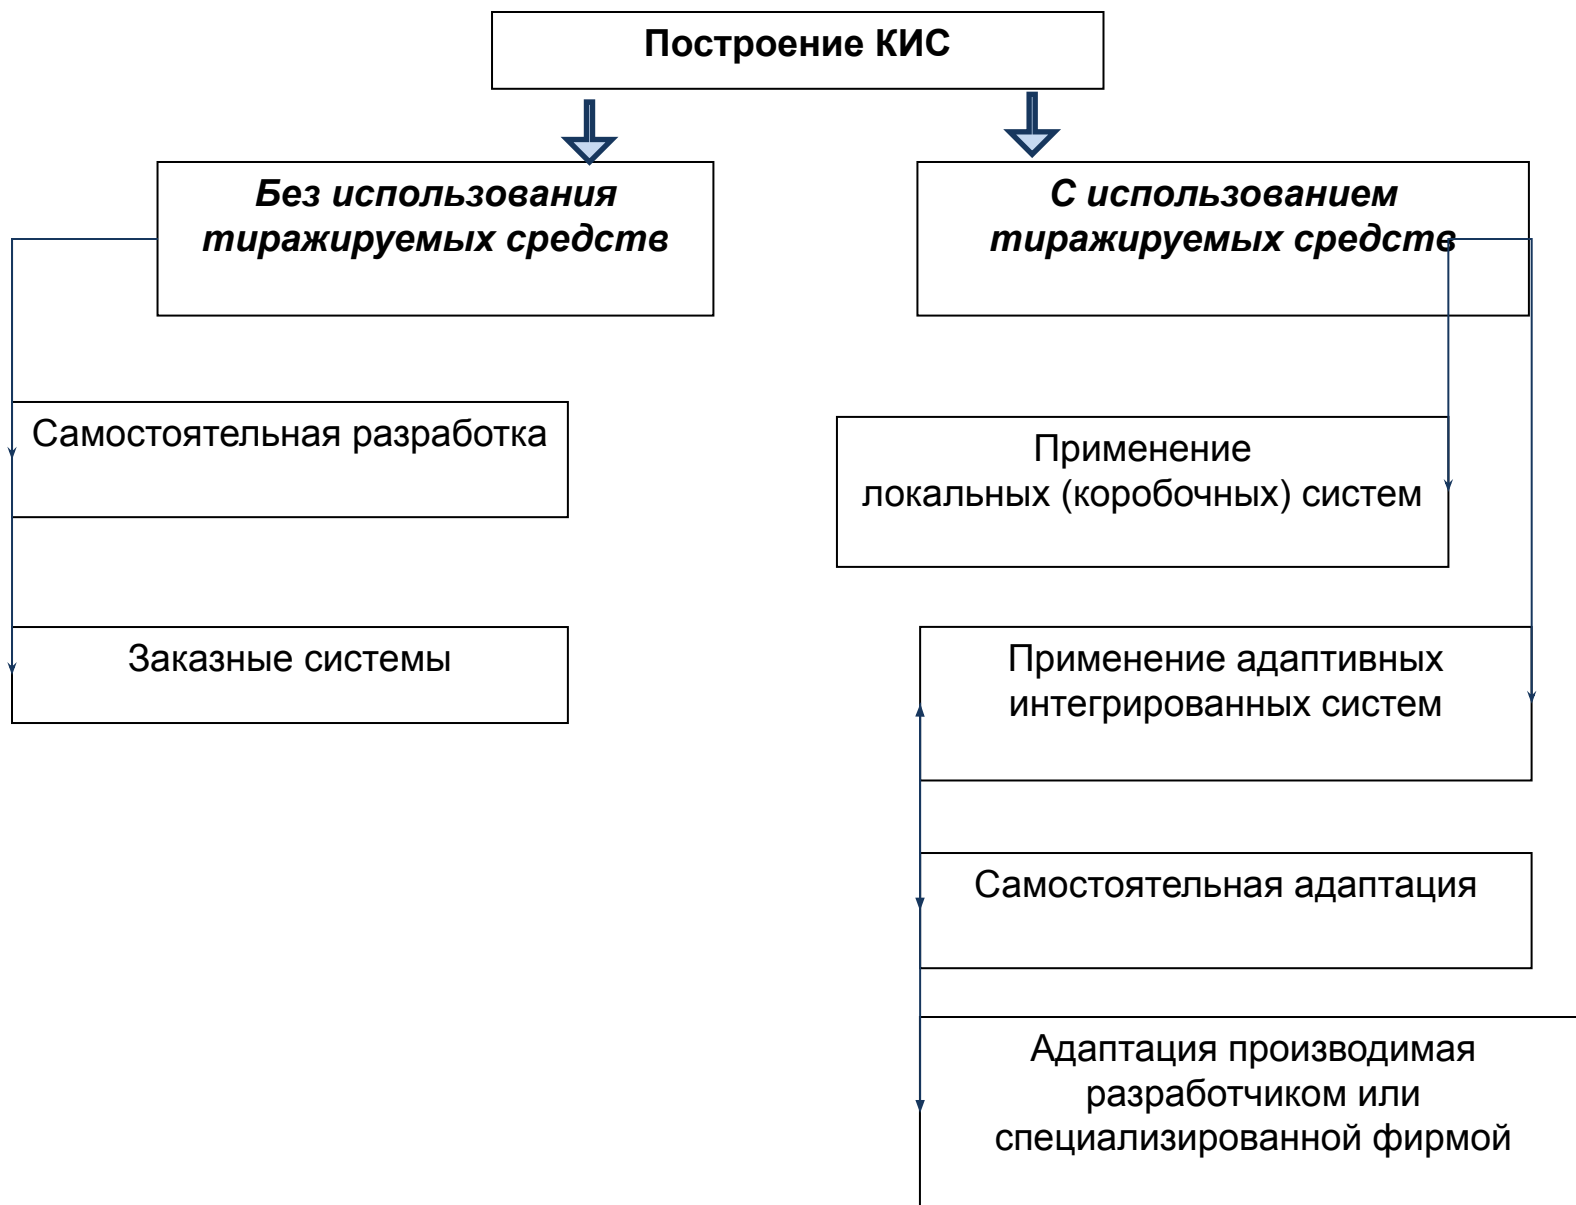 Построение КИС
Без использования
тиражируемых средств
С использованием
тиражируемых средств
Самостоятельная разработка
Применение
локальных (коробочных) систем
Заказные системы
Применение адаптивных
интегрированных систем
Самостоятельная адаптация
Адаптация производимая
разработчиком или
специализированной фирмой